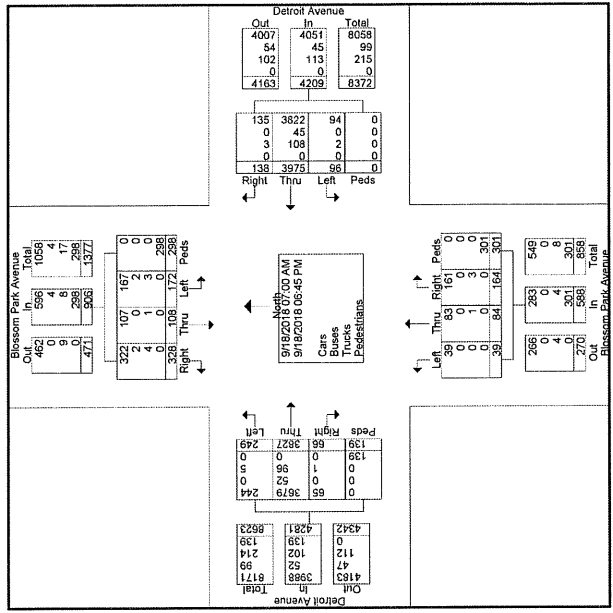 Detroit Avenue
Out In Total
4007 4051 8058
54 45 99
102 113 215
0 0 0
4163 4209 8372
135 3822 94 0
0 45 0 0
3 108 2 0
0 0 0 0
138 3975 96 0
Right Thru Left Peds
Blossom Park Avenue
Out In Total
462 596 1058
0 4 4
9 8 17
0 298 298
471 906 1377
322 107 167 0
2 0 2 0
4 1 3 0
0 0 0 298
328 108 172 298
Right Thru Left Peds
North
9/18/2018 07:00 AM
9/18/2018 06:45 PM
Cars
Buses
Trucks
Pedestrians
Left Thru Right Peds
39 83 161 0
0 0 0 0
0 1 3 0
0 0 0 301
39 84 164 301
266 283 549
0 0 0
4 4 8
0 301 301
270 588 858
Out In Total
Blossom Park Avenue
Left Thru Right Peds
249 3827 66 139
0 0 0 139
5 96 1 0
0 52 0 0
244 3679 65 0
8623 4281 4342
139 139 0
214 102 112
99 52 47
8171 3988 4183
Total In Out
Detroit Avenue